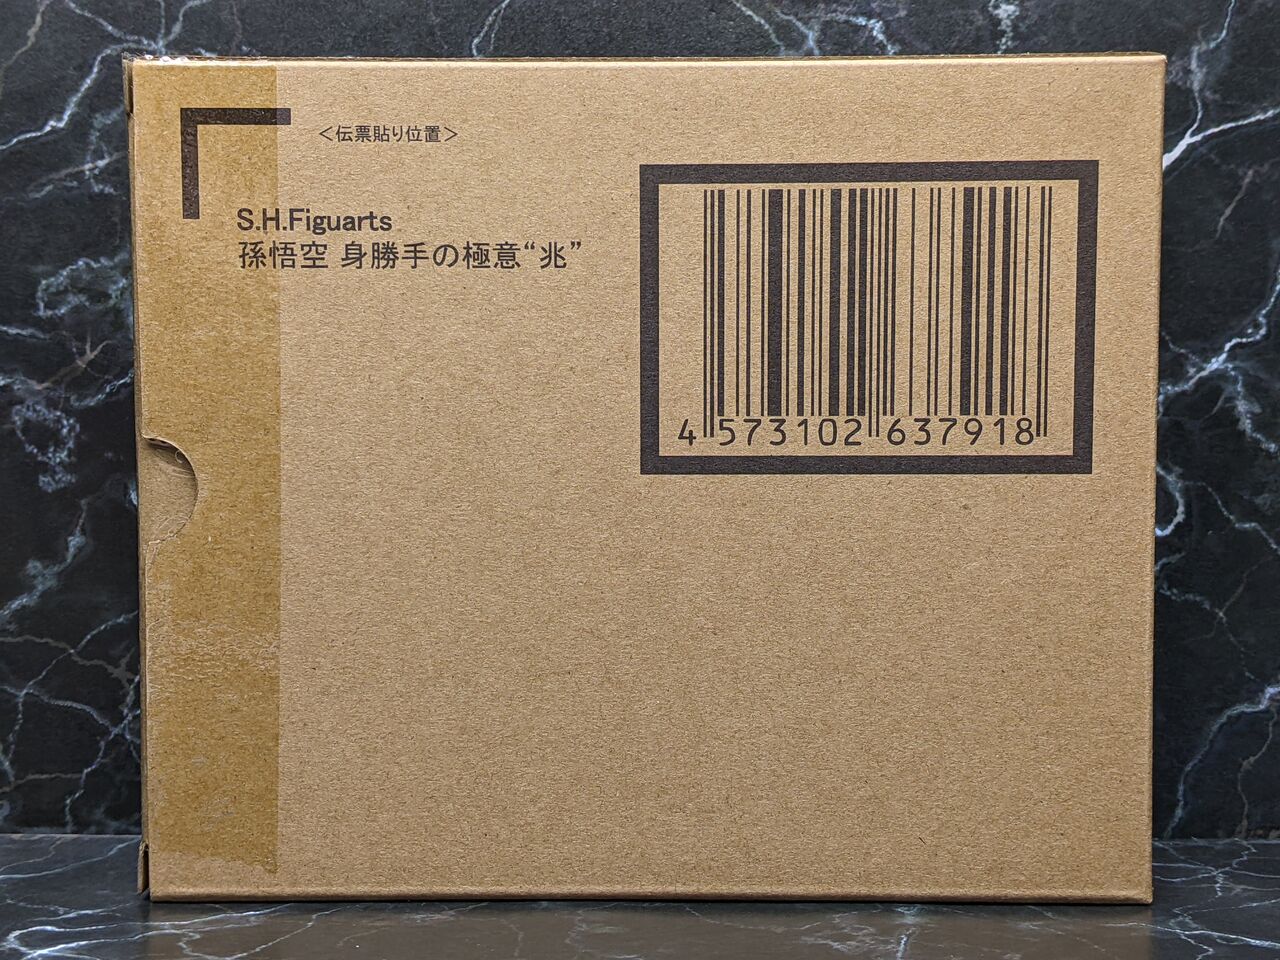 <伝票貼り位置>
S.H.Figuarts
孫悟空 身勝手の極意“兆”
4 573102 637918